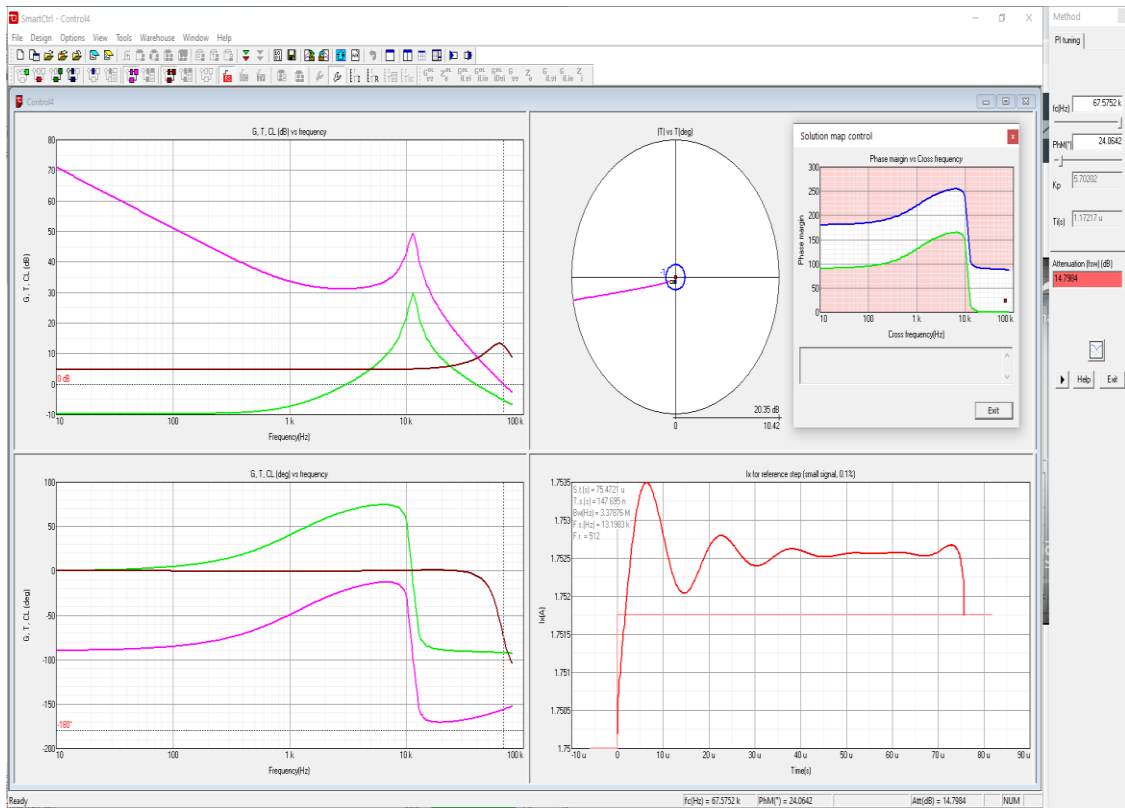 SmartCtrl - Control4
File Design Options View Tools Warehouse Window Help
Control4
G, T, CL (dB) vs frequency
G, T, CL (dB)
80
70
60
50
40
30
20
10
0
-10
0 dB
10 100 1 k 10 k 100 k
Frequency(Hz)
|T| vs T(deg)
-1
20.35 dB
0 10.42
Solution map control
x
Phase margin vs Cross frequency
Phase margin
300
250
200
150
100
50
0
10 100 1 k 10 k 100 k
Cross frequency(Hz)
Exit
G, T, CL (deg) vs frequency
G, T, CL (deg)
100
50
0
-50
-100
-150
-200
-180°
10 100 1 k 10 k 100 k
Frequency(Hz)
Ix for reference step (small signal, 0.1%)
S.t.(s) = 75.4721 u
T.s.(s) = 147.695 n
Bw(Hz) = 3.37876 M
F.s.(Hz) = 13.1983 k
F.t. = 512
Ix(A)
1.7535
1.753
1.7525
1.752
1.7515
1.751
1.7505
1.75
-10 u 0 10 u 20 u 30 u 40 u 50 u 60 u 70 u 80 u 90 u
Time(s)
Method
PI tuning
fc(Hz) 67.5752 k
PhM(°) 24.0642
Kp 5.70202
Ti(s) 1.17217 u
Attenuation (fsw) (dB)
14.7984
Help Exit
Ready fc(Hz) = 67.5752 k PhM(°) = 24.0642 Att(dB) = 14.7984 NUM